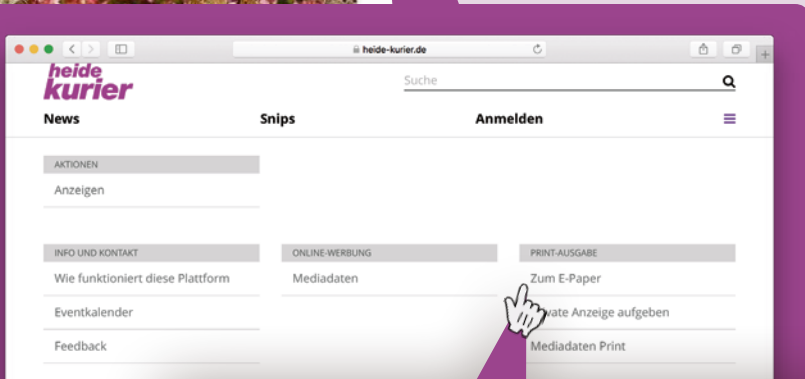 heide-kurier.de
heide
kurier
Suche
News
Snips
Anmelden
AKTIONEN
Anzeigen
INFO UND KONTAKT
Wie funktioniert diese Plattform
Eventkalender
Feedback
ONLINE-WERBUNG
Mediadaten
PRINT-AUSGABE
Zum E-Paper
vate Anzeige aufgeben
Mediadaten Print